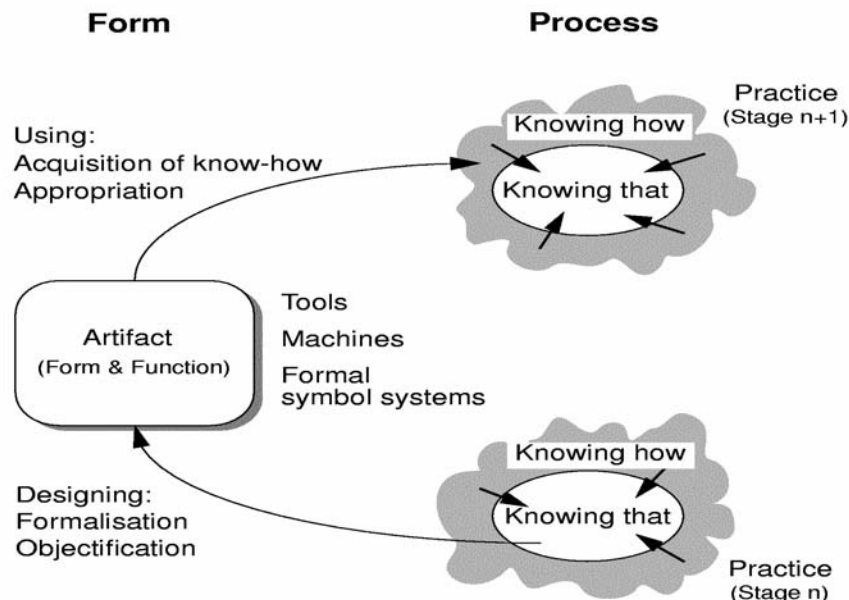 Form
Process
Practice
(Stage n+1)
Knowing how
Knowing that
Using:
Acquisition of know-how
Appropriation
Artifact
(Form & Function)
Tools
Machines
Formal
symbol systems
Designing:
Formalisation
Objectification
Knowing how
Knowing that
Practice
(Stage n)